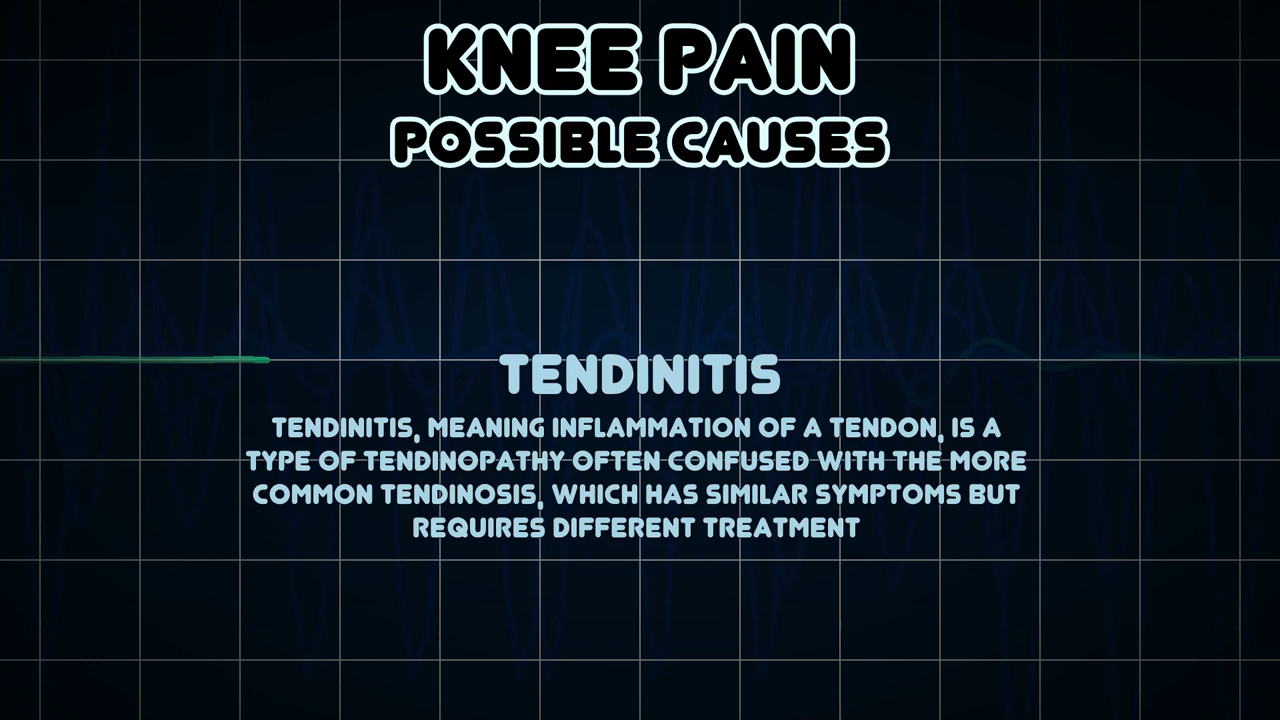 KNEE PAIN
POSSIBLE CAUSES
TENDINITIS
TENDINITIS, MEANING INFLAMMATION OF A TENDON, IS A
TYPE OF TENDINOPATHY OFTEN CONFUSED WITH THE MORE
COMMON TENDINOSIS, WHICH HAS SIMILAR SYMPTOMS BUT
REQUIRES DIFFERENT TREATMENT